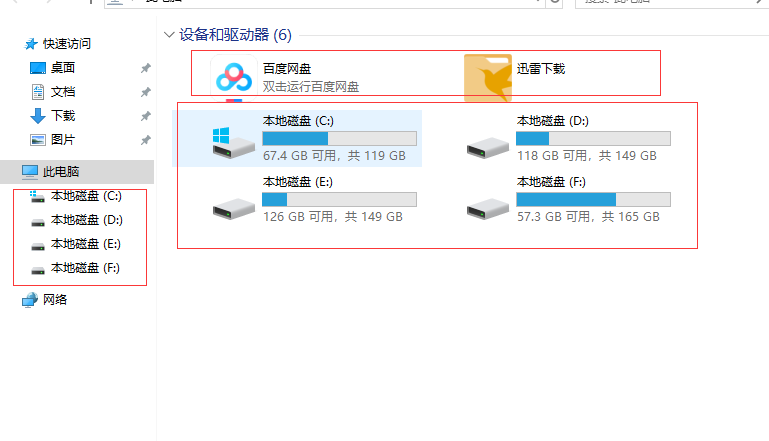 快速访问
桌面
文档
下载
图片
此电脑
本地磁盘 (C:)
本地磁盘 (D:)
本地磁盘 (E:)
本地磁盘 (F:)
网络
设备和驱动器 (6)
百度网盘
双击运行百度网盘
迅雷下载
本地磁盘 (C:)
67.4 GB 可用，共 119 GB
本地磁盘 (D:)
118 GB 可用，共 149 GB
本地磁盘 (E:)
126 GB 可用，共 149 GB
本地磁盘 (F:)
57.3 GB 可用，共 165 GB